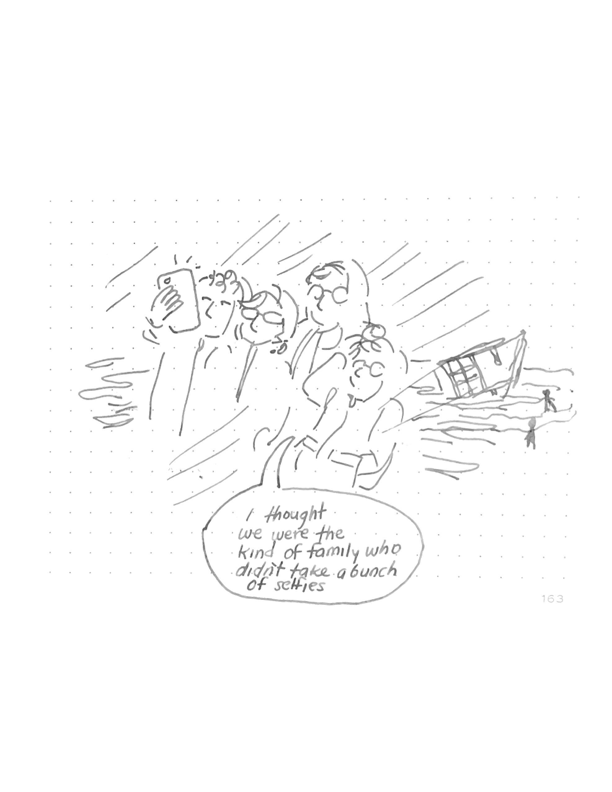 I thought
we were the
kind of family who
didn't take a bunch
of selfies
163